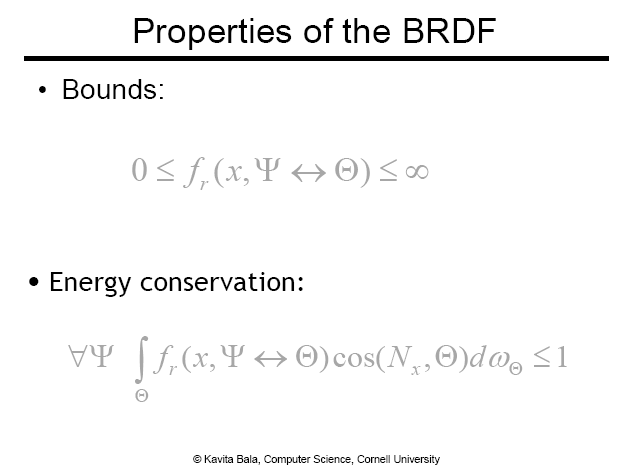 Properties of the BRDF
• Bounds:
0 ≤ f_r(x, Ψ ↔ Θ) ≤ ∞
• Energy conservation:
∀Ψ ∫_Θ f_r(x, Ψ ↔ Θ) cos(N_x, Θ) dω_Θ ≤ 1
© Kavita Bala, Computer Science, Cornell University